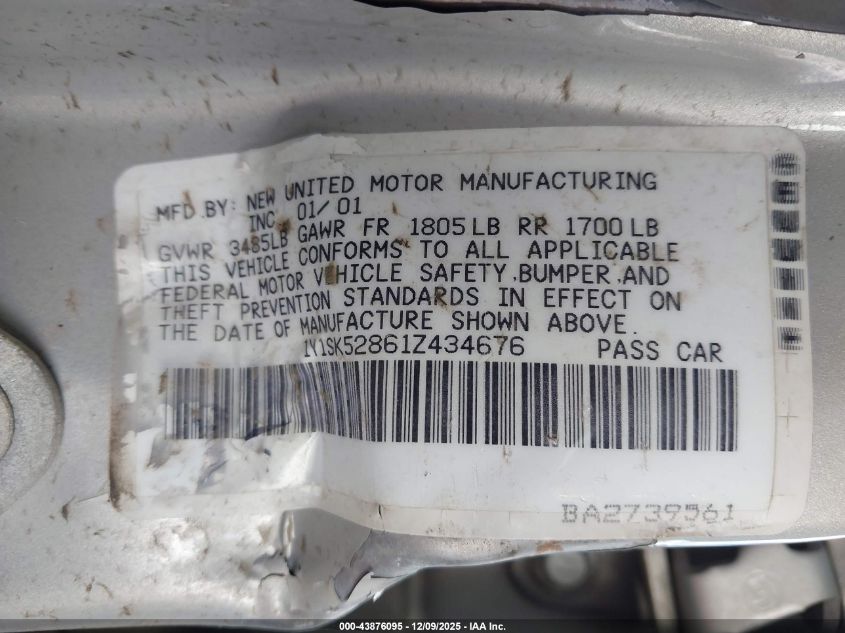 MFD.BY: NEW UNITED MOTOR MANUFACTURING
INC. 01/01
GVWR 3485LB GAWR FR 1805LB RR 1700LB
THIS VEHICLE CONFORMS TO ALL APPLICABLE
FEDERAL MOTOR VEHICLE SAFETY,BUMPER,AND
THEFT PREVENTION STANDARDS IN EFFECT ON
THE DATE OF MANUFACTURE SHOWN ABOVE.
1Y1SK52861Z434676 PASS CAR
BA2739561
000-43876095 - 12/09/2025 - IAA Inc.